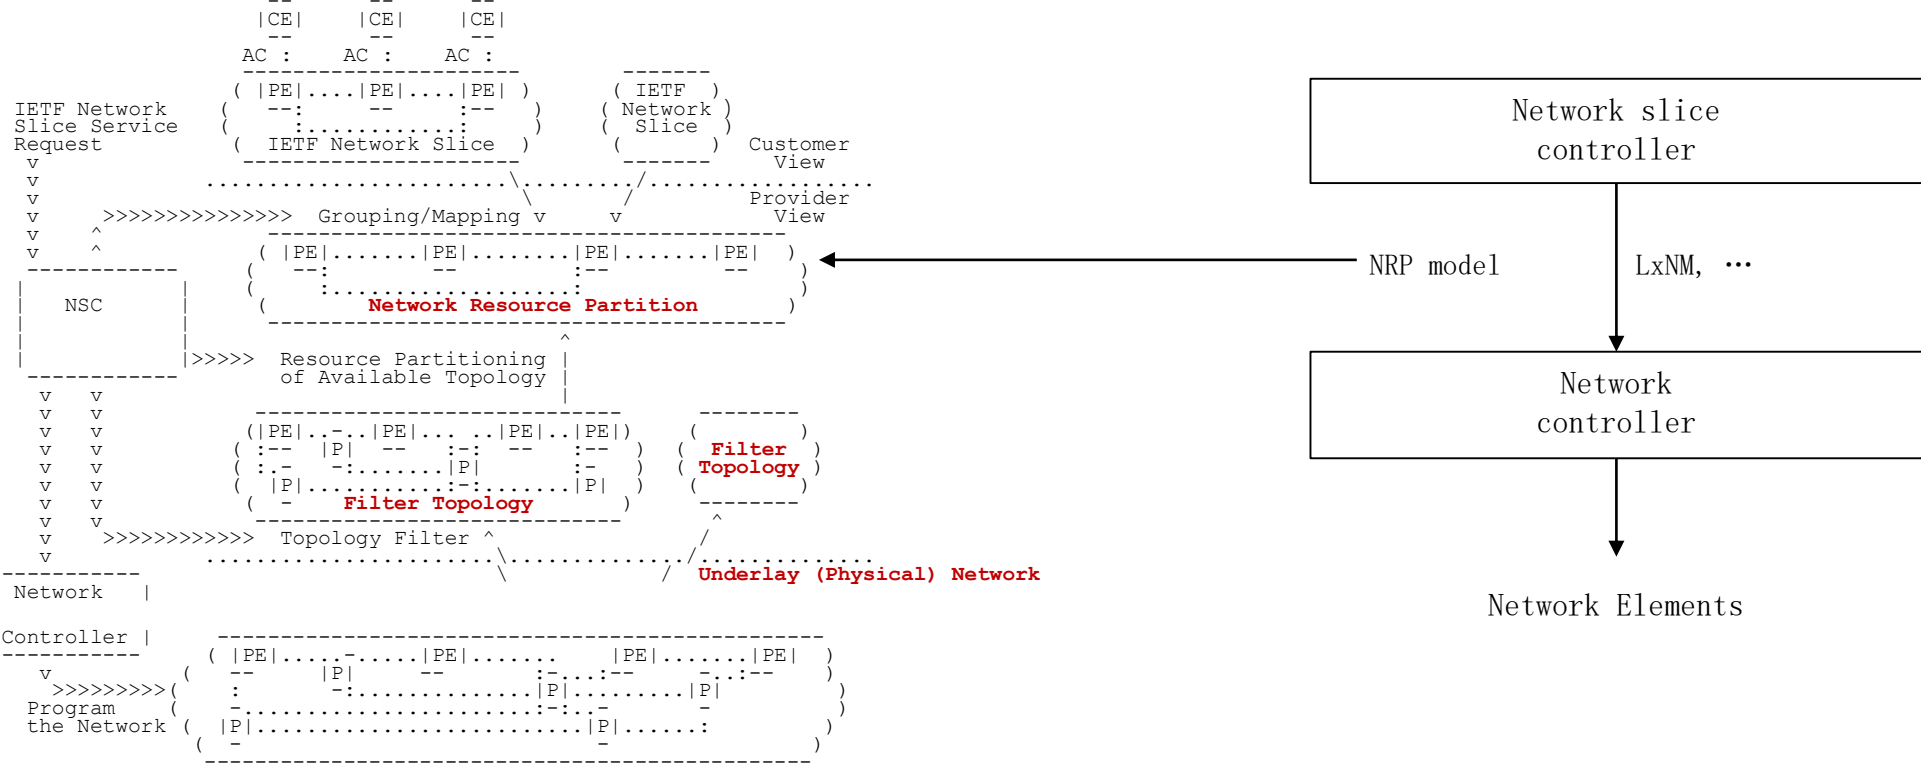 |CE| |CE| |CE|
AC : AC : AC :
( |PE|....|PE|....|PE| ) ( IETF )
IETF Network ( --: -- :-- ) ( Network )
Slice Service ( :.............: ) ( Slice )
Request ( IETF Network Slice ) ( ) Customer
v View
v ........................\........./..................
v \ / Provider
v >>>>>>>>>>>>>>> Grouping/Mapping v v View
v ^
v ^ ( |PE|.......|PE|........|PE|.......|PE| )
( --: -- :-- -- )
( :...................: )
NSC ( Network Resource Partition )
^
|>>>>> Resource Partitioning |
of Available Topology |
v v |
v v (|PE|..-..|PE|... ..|PE|..|PE|) ( )
v v ( :-- |P| -- :-: -- :-- ) ( Filter )
v v ( :.- -:.......|P| :- ) ( Topology )
v v ( |P|...........:-:.......|P| ) ( )
v v ( - Filter Topology )
v v ^
v >>>>>>>>>>>> Topology Filter ^ /
v .......................\............../..............
\ / Underlay (Physical) Network
Network |
Controller |
( |PE|.....-.....|PE|....... |PE|.......|PE| )
v ( -- |P| -- :-...:-- -..:-- )
>>>>>>>>>( : -:..............|P|.........|P| )
Program ( -.......................:-:..- - )
the Network ( |P|..........................|P|......: )
( - - )
Network slice
controller
NRP model
LxNM, …
Network
controller
Network Elements